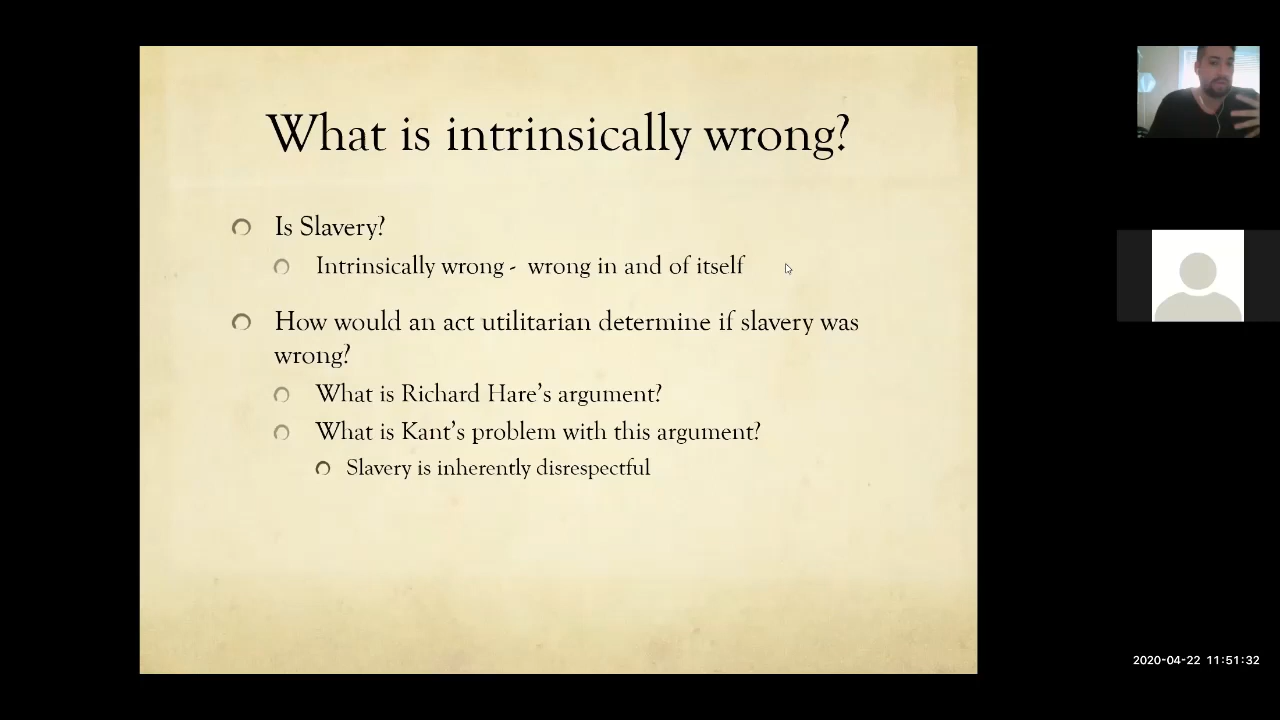 What is intrinsically wrong?
Is Slavery?
Intrinsically wrong - wrong in and of itself
How would an act utilitarian determine if slavery was
wrong?
What is Richard Hare's argument?
What is Kant's problem with this argument?
Slavery is inherently disrespectful
2020-04-22 11:51:32